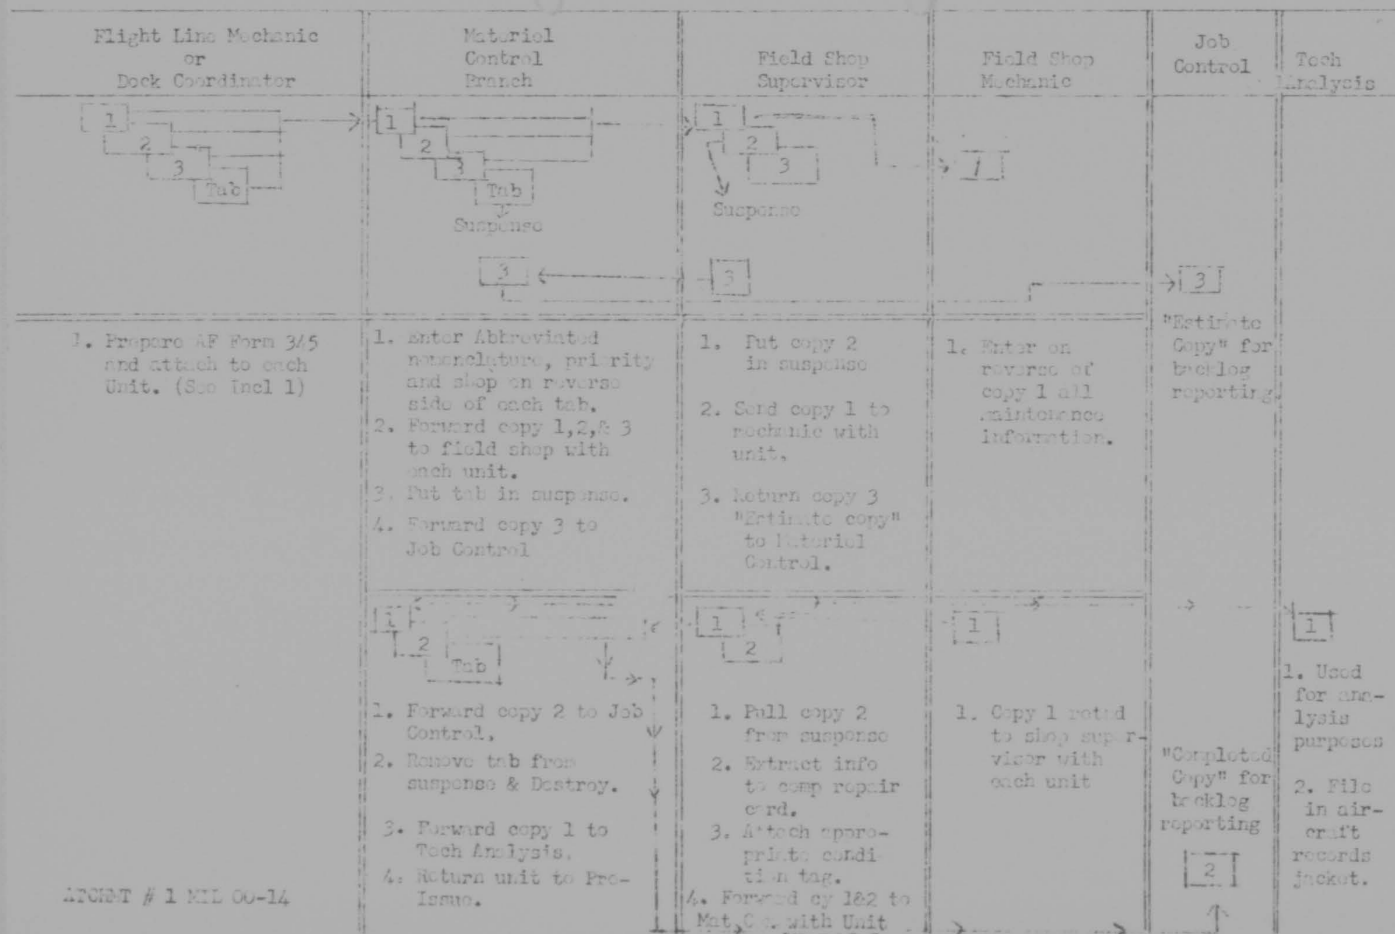 Flight Line Mechanic
or
Dock Coordinator
Materiel
Control
Branch
Field Shop
Supervisor
Field Shop
Mechanic
Job
Control
Tech
Analysis
1
2
3
Tab
1
2
3
Tab
Suspense
1
2
3
Suspense
1
3
3
3
1. Prepare AF Form 345
and attach to each
Unit. (See Incl 1)
1. Enter Abbreviated
nomenclature, priority
and shop on reverse
side of each tab.
2. Forward copy 1,2,& 3
to field shop with
each unit.
3. Put tab in suspense.
4. Forward copy 3 to
Job Control
1. Put copy 2
in suspense
2. Send copy 1 to
mechanic with
unit.
3. Return copy 3
"Estimate copy"
to Materiel
Control.
1. Enter on
reverse of
copy 1 all
maintenance
information.
"Estimate
Copy" for
backlog
reporting.
1
2
Tab
1. Forward copy 2 to Job
Control.
2. Remove tab from
suspense & Destroy.
3. Forward copy 1 to
Tech Analysis.
4. Return unit to Pre-
Issue.
1
2
1. Pull copy 2
from suspense
2. Extract info
to comp repair
card.
3. Attach appro-
priate condi-
tion tag.
4. Forward cy 1&2 to
Mat Con. with Unit
1
1. Copy 1 roted
to shop super-
visor with
each unit
"Completed
Copy" for
backlog
reporting
2
1
1. Used
for ana-
lysis
purposes
2. File
in air-
craft
records
jacket.
ATCHMT # 1 MIL 00-14